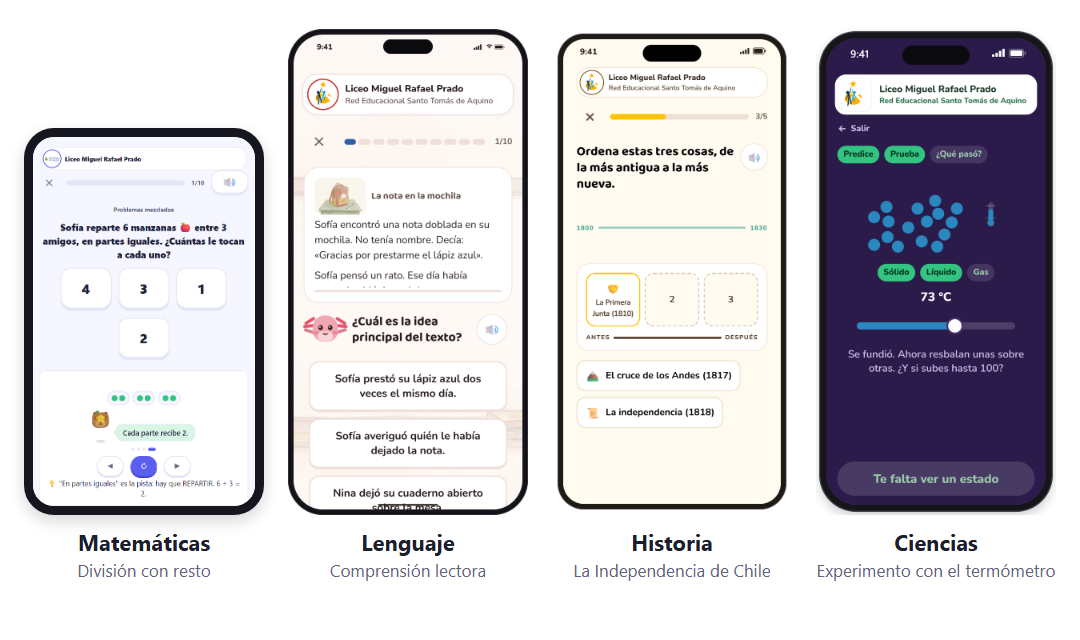 Liceo Miguel Rafael Prado
1/10
Problemas mezclados
Sofía reparte 6 manzanas 🍎 entre 3
amigos, en partes iguales. ¿Cuántas le tocan
a cada uno?
4
3
1
2
Cada parte recibe 2.
"En partes iguales" es la pista: hay que REPARTIR. 6 ÷ 3 =
2.
Matemáticas
División con resto
9:41
Liceo Miguel Rafael Prado
Red Educacional Santo Tomás de Aquino
1/10
La nota en la mochila
Sofía encontró una nota doblada en su
mochila. No tenía nombre. Decía:
«Gracias por prestarme el lápiz azul».
Sofía pensó un rato. Ese día había
¿Cuál es la idea
principal del texto?
Sofía prestó su lápiz azul dos
veces el mismo día.
Sofía averiguó quién le había
dejado la nota.
Nina dejó su cuaderno abierto
sobre la mesa.
Lenguaje
Comprensión lectora
9:41
Liceo Miguel Rafael Prado
Red Educacional Santo Tomás de Aquino
3/5
Ordena estas tres cosas, de
la más antigua a la más
nueva.
1800
1830
La Primera
Junta (1810)
2
3
ANTES
DESPUÉS
El cruce de los Andes (1817)
La independencia (1818)
Historia
La Independencia de Chile
9:41
Liceo Miguel Rafael Prado
Red Educacional Santo Tomás de Aquino
← Salir
Predice
Prueba
¿Qué pasó?
Sólido
Líquido
Gas
73 °C
Se fundió. Ahora resbalan unas sobre
otras. ¿Y si subes hasta 100?
Te falta ver un estado
Ciencias
Experimento con el termómetro